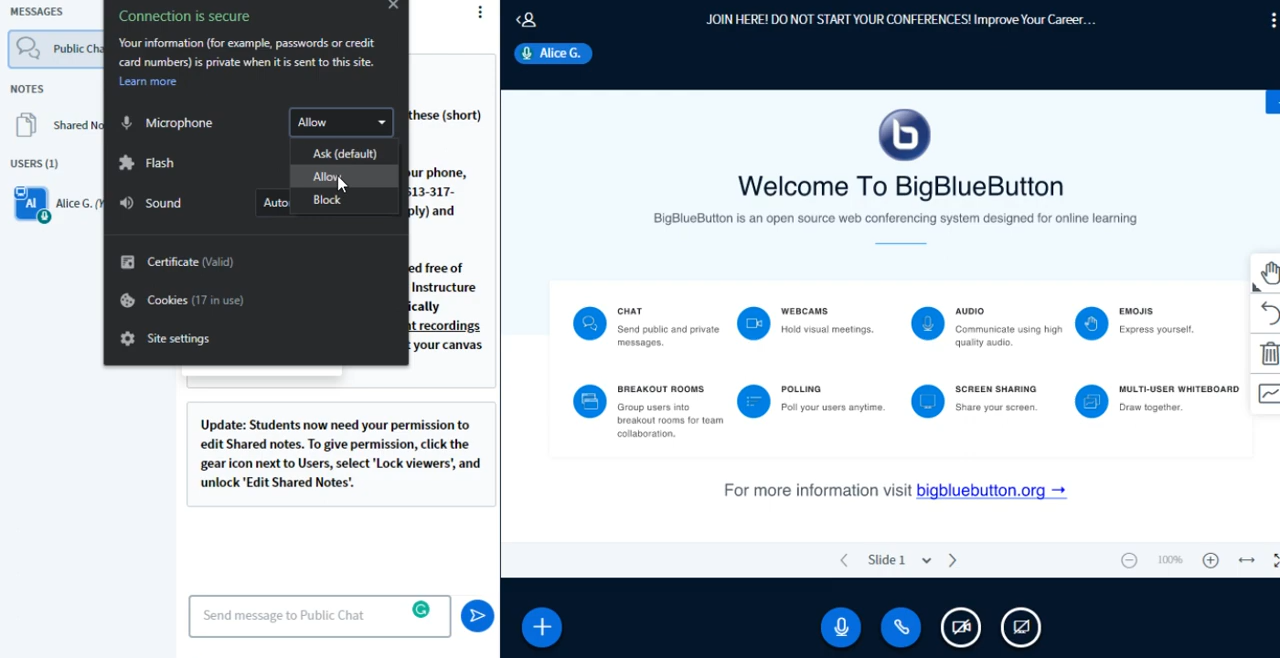 MESSAGES
Public Cha
NOTES
Shared No
USERS (1)
AI
Alice G. (Y
Connection is secure
Your information (for example, passwords or credit
card numbers) is private when it is sent to this site.
Learn more
Microphone
Allow
Ask (default)
Allow
Block
Flash
Sound
Auto
Certificate (Valid)
Cookies (17 in use)
Site settings
these (short)
ur phone,
513-317-
ply) and
ed free of
Instructure
ically
nt recordings
your canvas
Update: Students now need your permission to
edit Shared notes. To give permission, click the
gear icon next to Users, select 'Lock viewers', and
unlock 'Edit Shared Notes'.
Send message to Public Chat
JOIN HERE! DO NOT START YOUR CONFERENCES! Improve Your Career...
Alice G.
b
Welcome To BigBlueButton
BigBlueButton is an open source web conferencing system designed for online learning
CHAT
Send public and private
messages.
WEBCAMS
Hold visual meetings.
AUDIO
Communicate using high
quality audio.
EMOJIS
Express yourself.
BREAKOUT ROOMS
Group users into
breakout rooms for team
collaboration.
POLLING
Poll your users anytime.
SCREEN SHARING
Share your screen.
MULTI-USER WHITEBOARD
Draw together.
For more information visit bigbluebutton.org →
Slide 1
100%